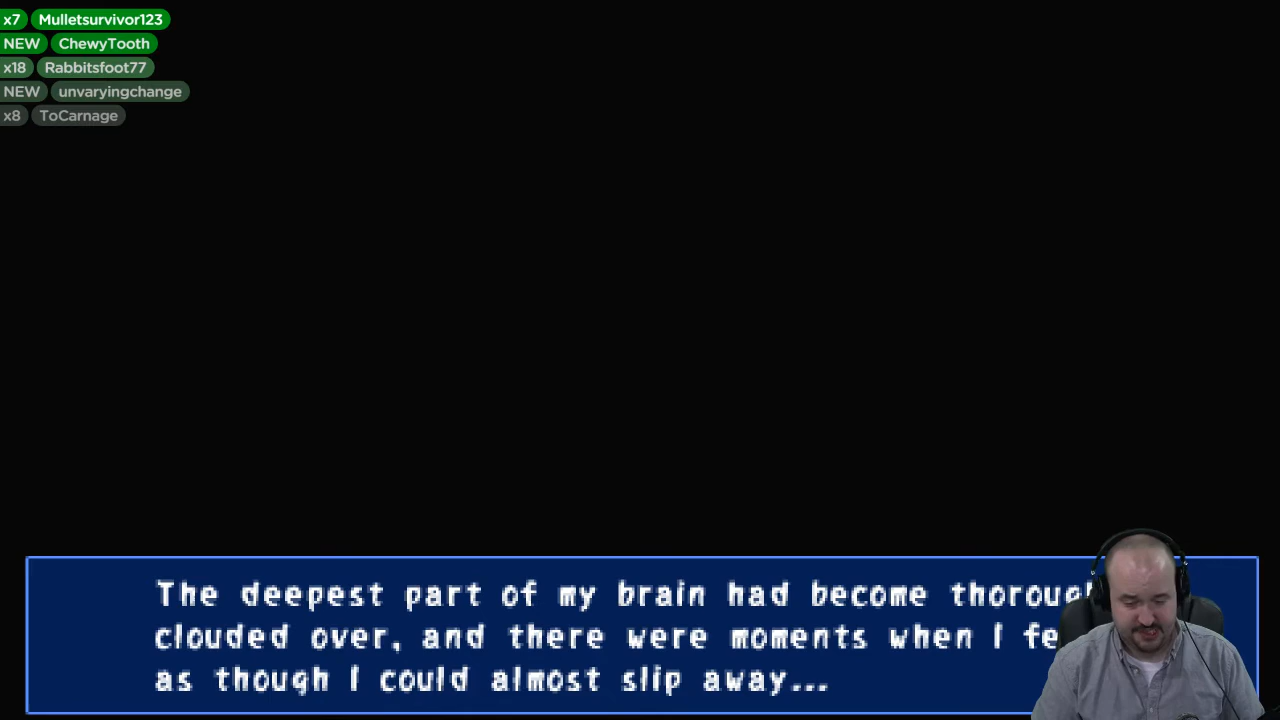 x7 Mulletsurvivor123
NEW ChewyTooth
x18 Rabbitsfoot77
NEW unvaryingchange
x8 ToCarnage
The deepest part of my brain had become
clouded over, and there were moments when I
as though I could almost slip away...